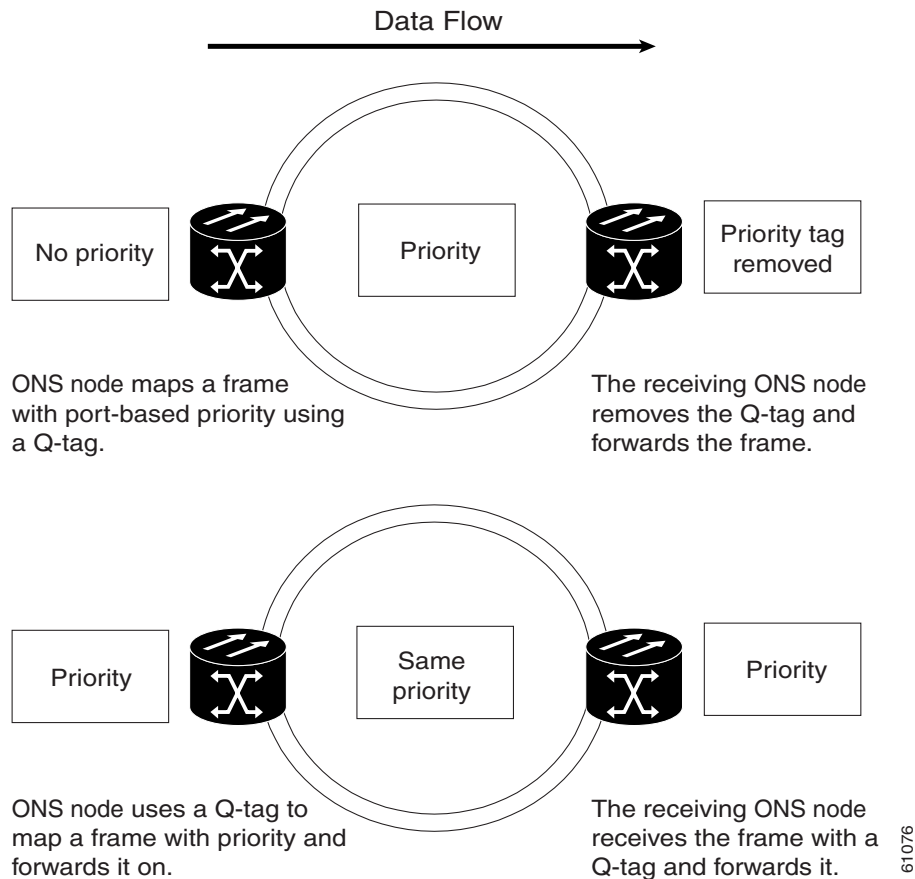 Data Flow
No priority
Priority
Priority tag
removed
ONS node maps a frame
with port-based priority using
a Q-tag.
The receiving ONS node
removes the Q-tag and
forwards the frame.
Priority
Same
priority
Priority
ONS node uses a Q-tag to
map a frame with priority and
forwards it on.
The receiving ONS node
receives the frame with a
Q-tag and forwards it.
61076